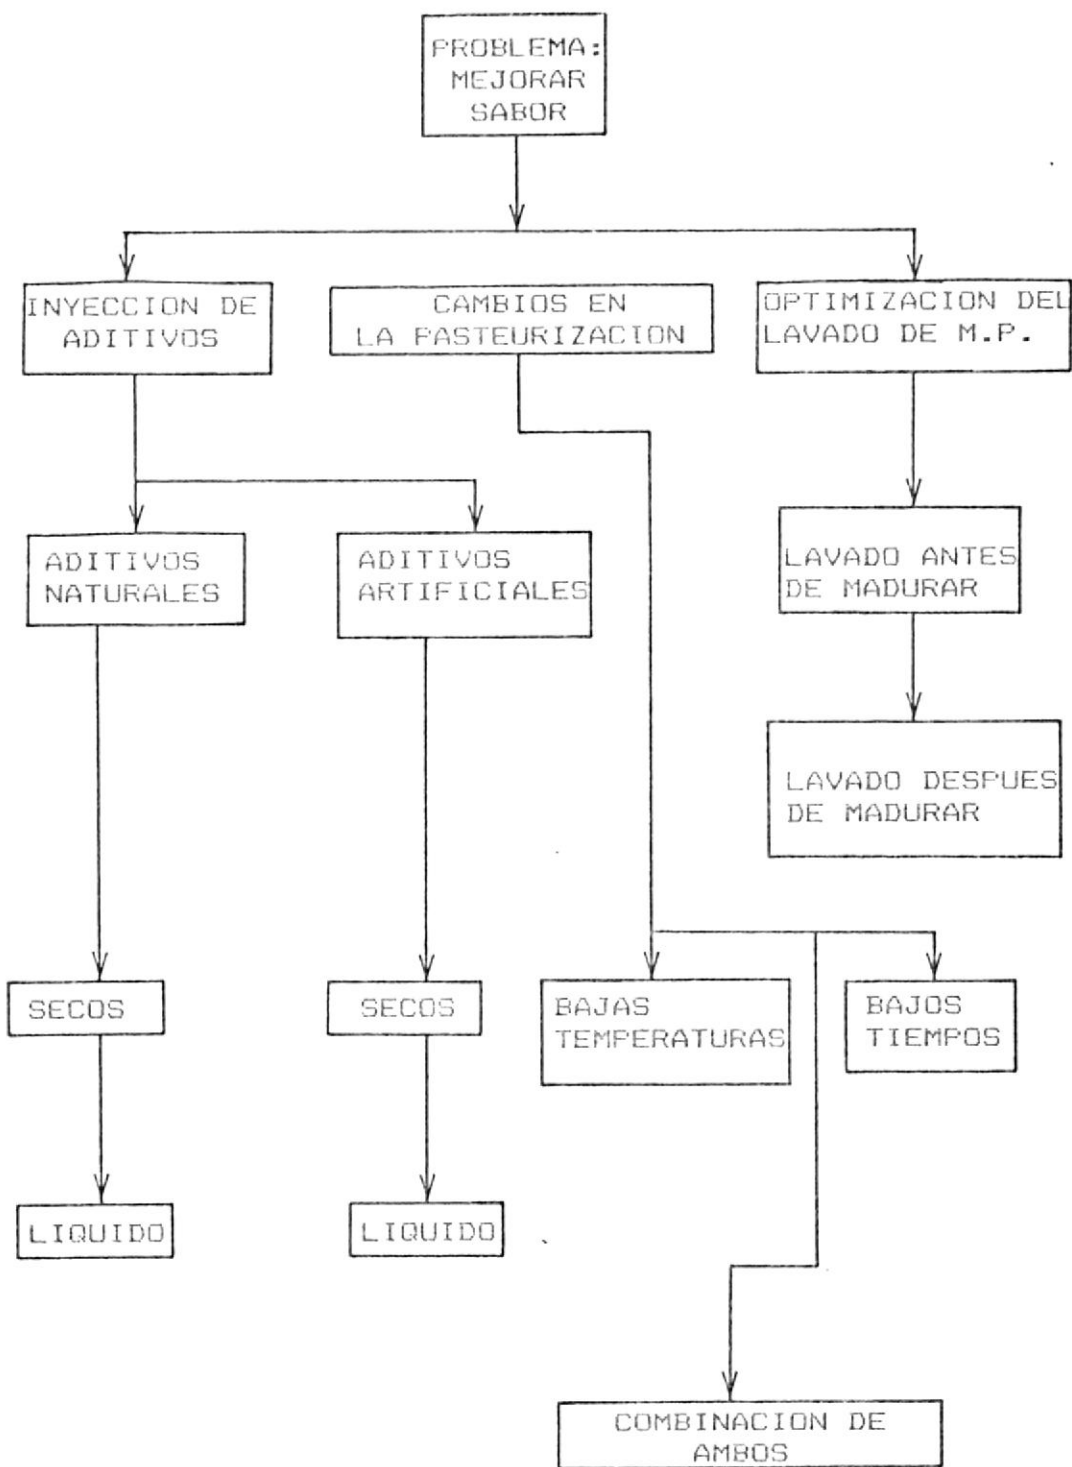 PROBLEMA:
MEJORAR
SABOR
INYECCION DE
ADITIVOS
CAMBIOS EN
LA PASTEURIZACION
OPTIMIZACION DEL
LAVADO DE M.P.
ADITIVOS
NATURALES
ADITIVOS
ARTIFICIALES
LAVADO ANTES
DE MADURAR
LAVADO DESPUES
DE MADURAR
SECOS
SECOS
BAJAS
TEMPERATURAS
BAJOS
TIEMPOS
LIQUIDO
LIQUIDO
COMBINACION DE
AMBOS